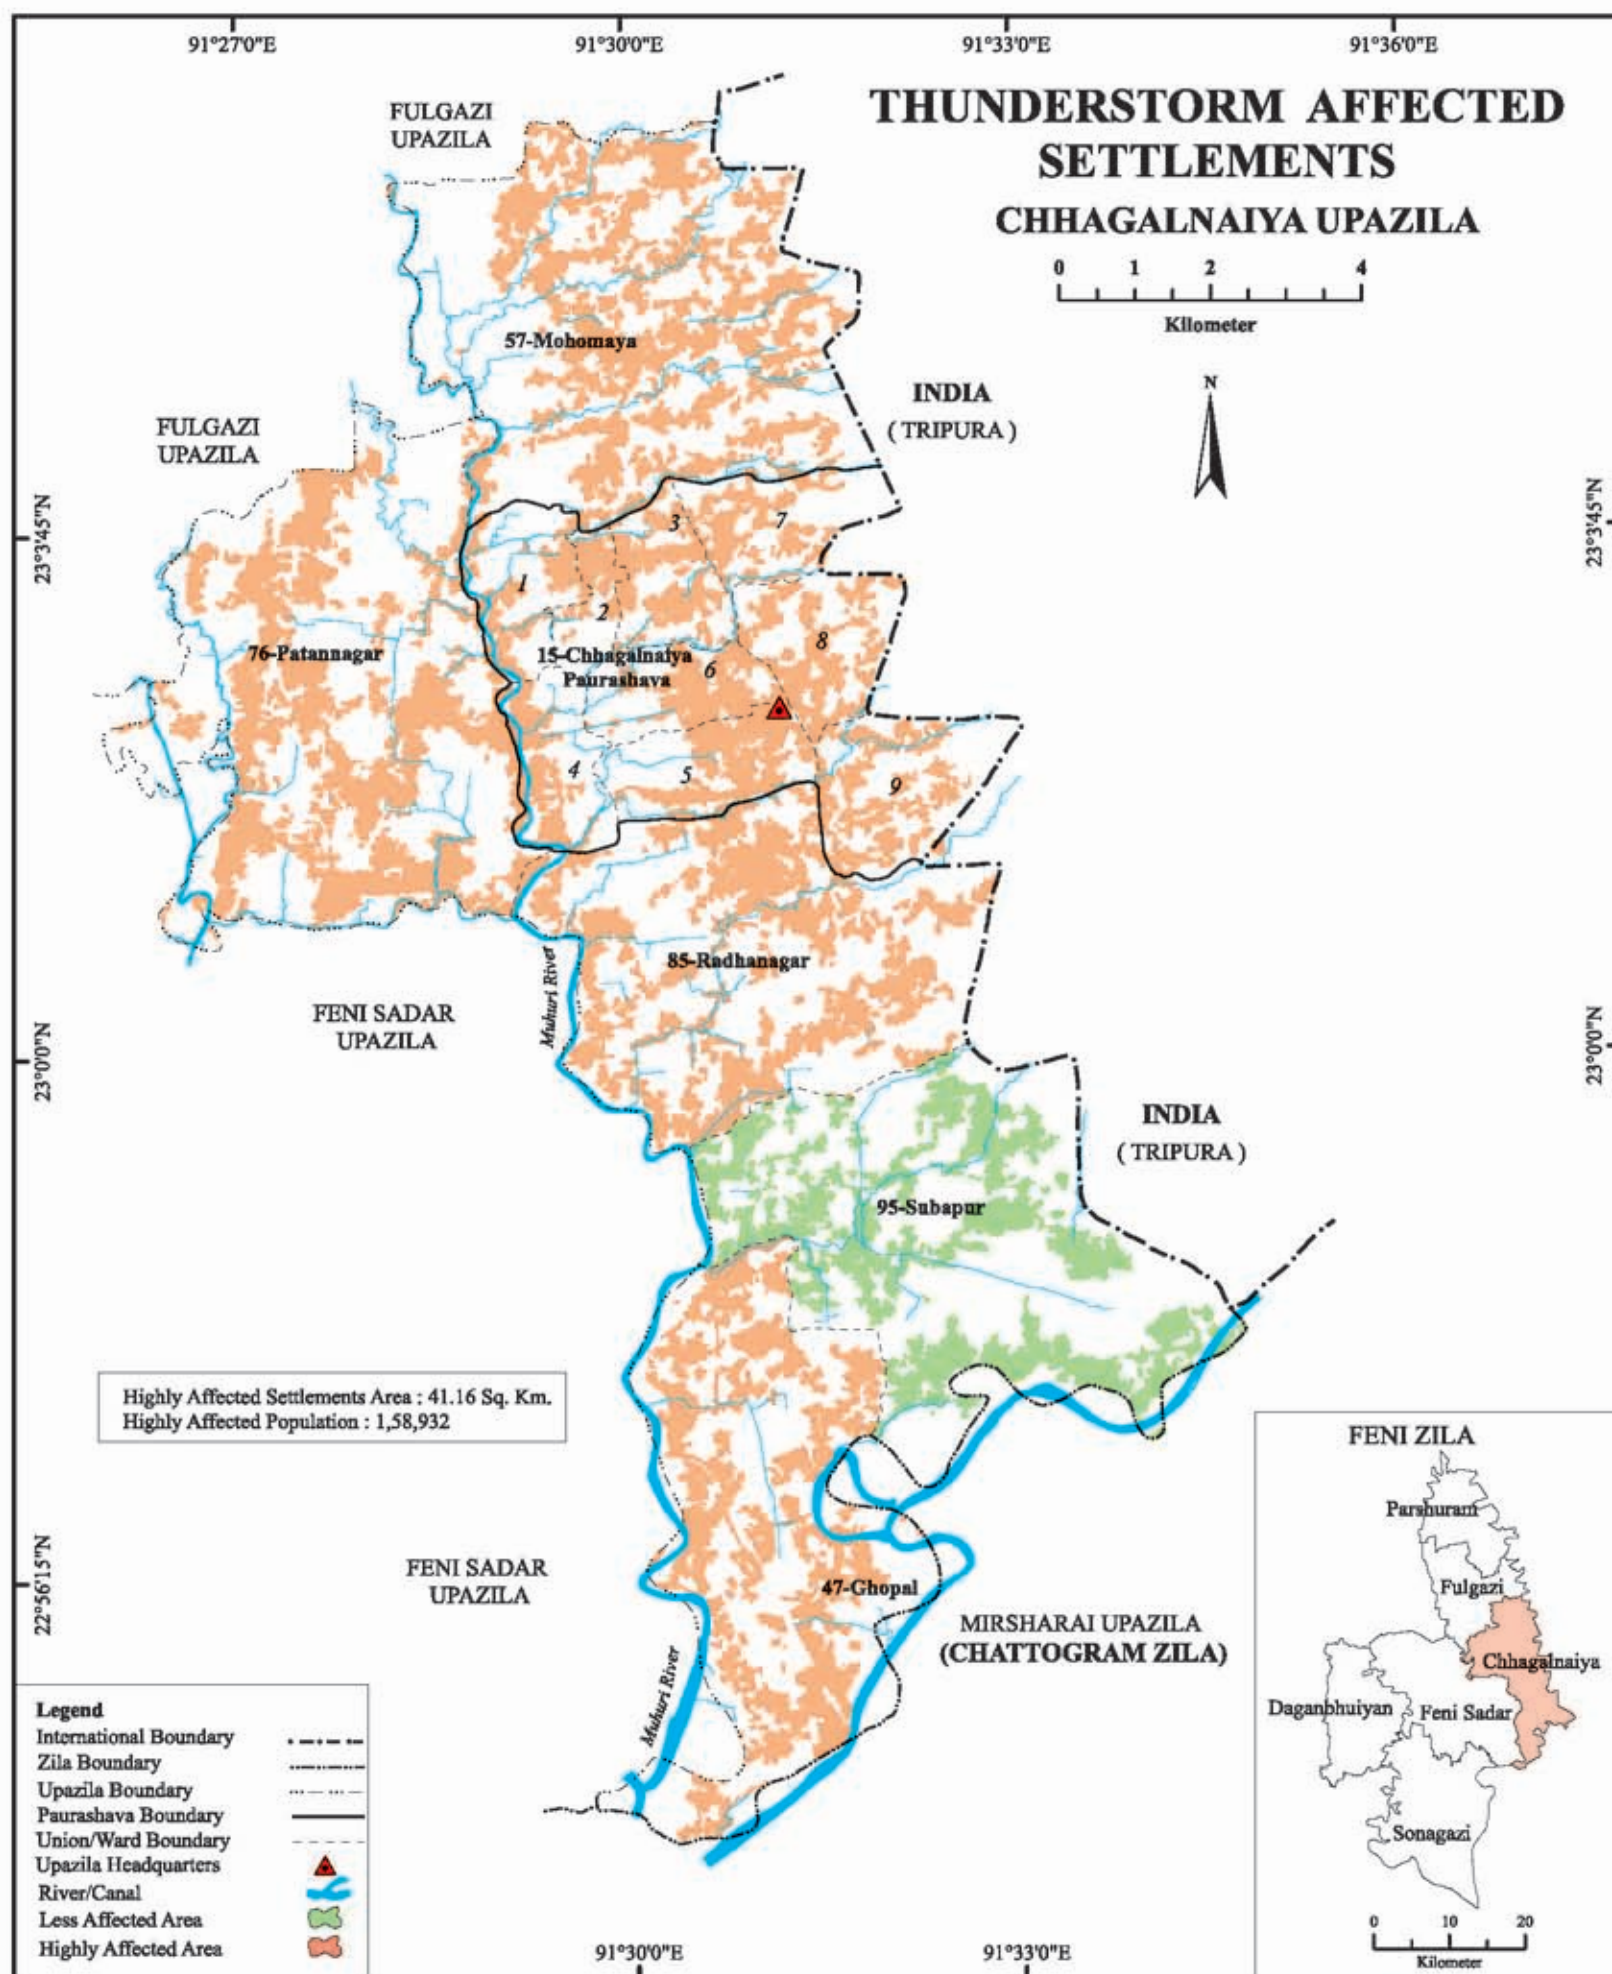 91°27'0"E
91°30'0"E
91°33'0"E
91°36'0"E
THUNDERSTORM AFFECTED
SETTLEMENTS
CHHAGALNAIYA UPAZILA
0 1 2 4
Kilometer
N
FULGAZI
UPAZILA
57-Mohomaya
INDIA
( TRIPURA )
FULGAZI
UPAZILA
23°3'45"N
23°3'45"N
3
7
1
2
8
76-Patannagar
15-Chhagalnaiya
Paurashava
6
4
5
9
85-Radhanagar
Muhuri River
FENI SADAR
UPAZILA
23°0'0"N
23°0'0"N
INDIA
( TRIPURA )
95-Subapur
Highly Affected Settlements Area : 41.16 Sq. Km.
Highly Affected Population : 1,58,932
FENI SADAR
UPAZILA
22°56'15"N
47-Ghopal
MIRSHARAI UPAZILA
(CHATTOGRAM ZILA)
Muhuri River
FENI ZILA
Parshuram
Fulgazi
Chhagalnaiya
Daganbhuiyan
Feni Sadar
Sonagazi
0 10 20
Kilometer
Legend
International Boundary
Zila Boundary
Upazila Boundary
Paurashava Boundary
Union/Ward Boundary
Upazila Headquarters
River/Canal
Less Affected Area
Highly Affected Area
91°30'0"E
91°33'0"E